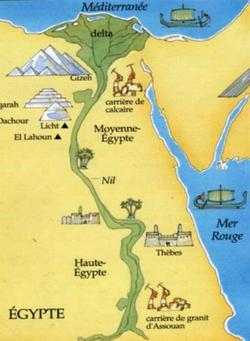 Méditerranée
delta
Gizeh
carrière de
calcaire
qarah
Dachour
Licht
El Lahoun
Moyenne-
Égypte
Nil
Mer
Rouge
Thèbes
Haute-
Égypte
ÉGYPTE
carrière de granit
d'Assouan